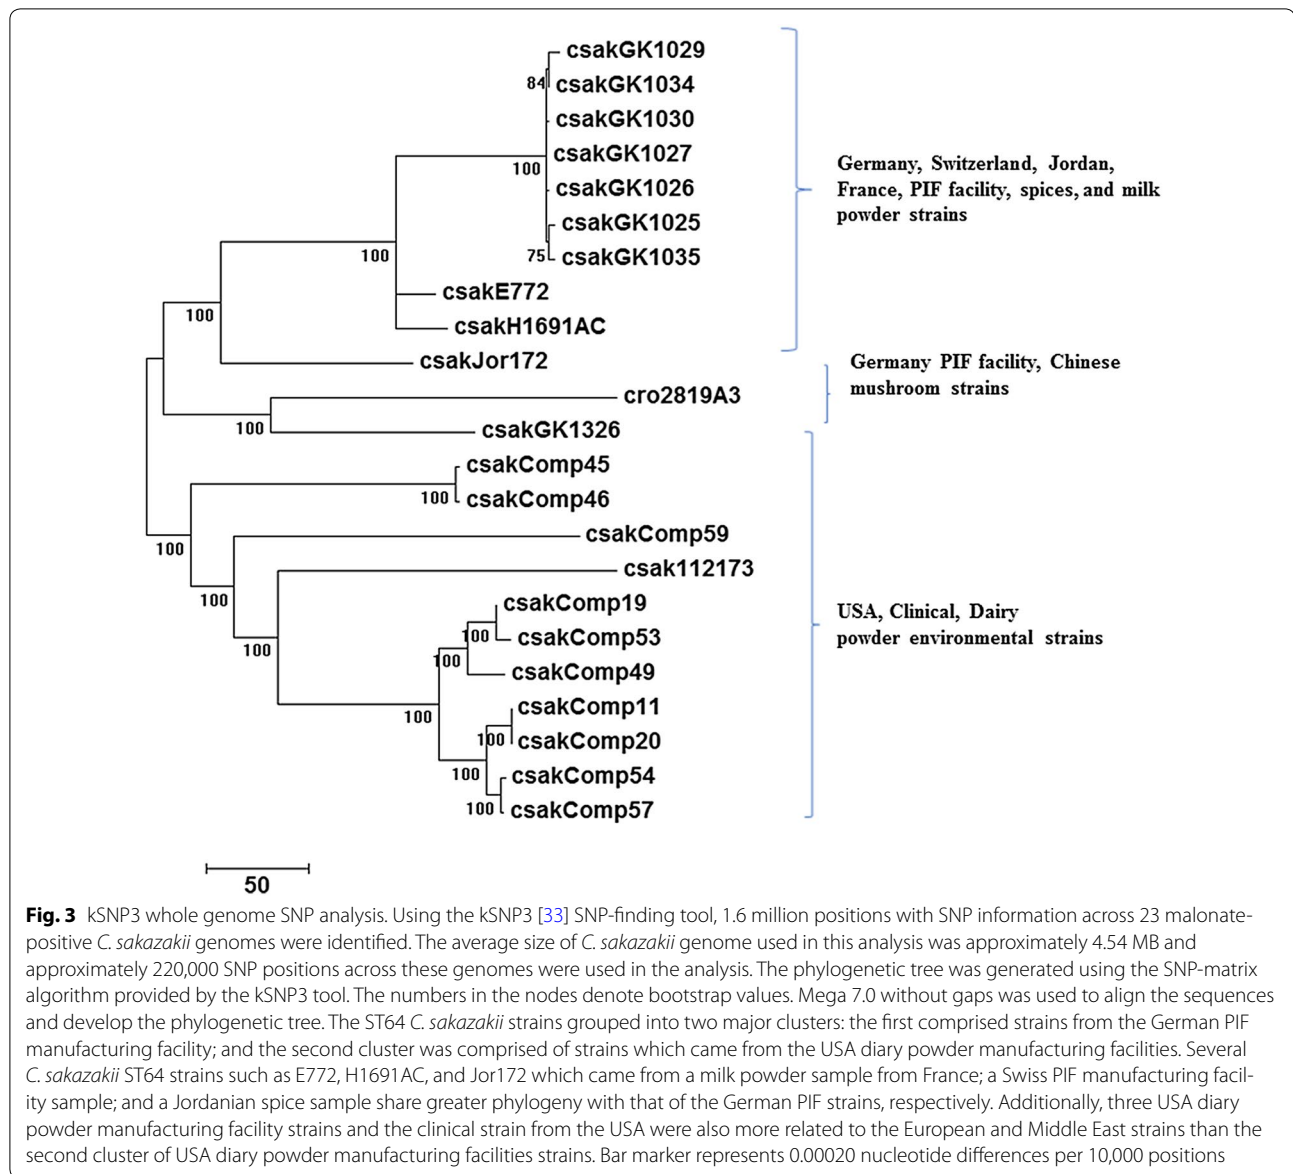 csakGK1029
84
csakGK1034
csakGK1030
csakGK1027
100
csakGK1026
csakGK1025
75
csakGK1035
100
csakE772
csakH1691AC
100
csakJor172
cro2819A3
100
csakGK1326
csakComp45
100
csakComp46
csakComp59
100
csak112173
100
csakComp19
100
csakComp53
100
100
csakComp49
csakComp11
100
100
csakComp20
100
csakComp54
100
csakComp57
Germany, Switzerland, Jordan,
France, PIF facility, spices, and milk
powder strains
Germany PIF facility, Chinese
mushroom strains
USA, Clinical, Dairy
powder environmental strains
50
Fig. 3 kSNP3 whole genome SNP analysis. Using the kSNP3 [33] SNP-finding tool, 1.6 million positions with SNP information across 23 malonate-
positive C. sakazakii genomes were identified. The average size of C. sakazakii genome used in this analysis was approximately 4.54 MB and
approximately 220,000 SNP positions across these genomes were used in the analysis. The phylogenetic tree was generated using the SNP-matrix
algorithm provided by the kSNP3 tool. The numbers in the nodes denote bootstrap values. Mega 7.0 without gaps was used to align the sequences
and develop the phylogenetic tree. The ST64 C. sakazakii strains grouped into two major clusters: the first comprised strains from the German PIF
manufacturing facility; and the second cluster was comprised of strains which came from the USA diary powder manufacturing facilities. Several
C. sakazakii ST64 strains such as E772, H1691AC, and Jor172 which came from a milk powder sample from France; a Swiss PIF manufacturing facil-
ity sample; and a Jordanian spice sample share greater phylogeny with that of the German PIF strains, respectively. Additionally, three USA diary
powder manufacturing facility strains and the clinical strain from the USA were also more related to the European and Middle East strains than the
second cluster of USA diary powder manufacturing facilities strains. Bar marker represents 0.00020 nucleotide differences per 10,000 positions